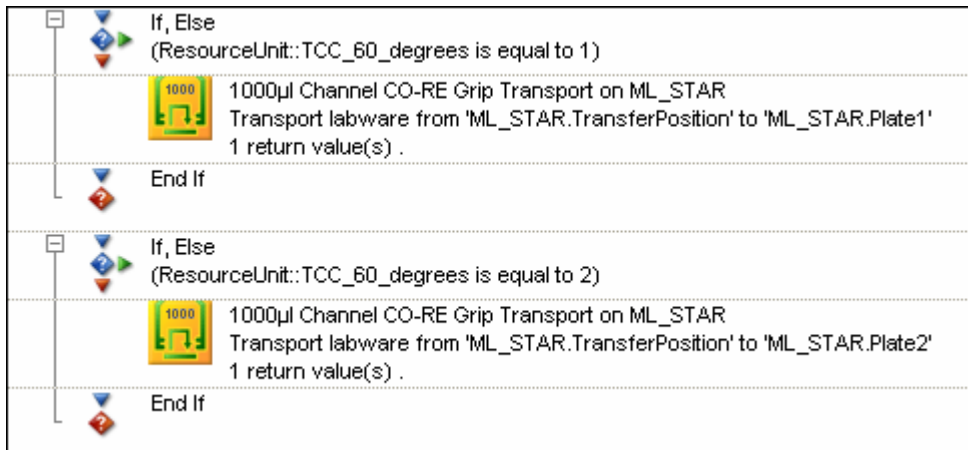 If, Else
(ResourceUnit::TCC_60_degrees is equal to 1)
1000
1000µl Channel CO-RE Grip Transport on ML_STAR
Transport labware from 'ML_STAR.TransferPosition' to 'ML_STAR.Plate1'
1 return value(s) .
End If
If, Else
(ResourceUnit::TCC_60_degrees is equal to 2)
1000
1000µl Channel CO-RE Grip Transport on ML_STAR
Transport labware from 'ML_STAR.TransferPosition' to 'ML_STAR.Plate2'
1 return value(s) .
End If